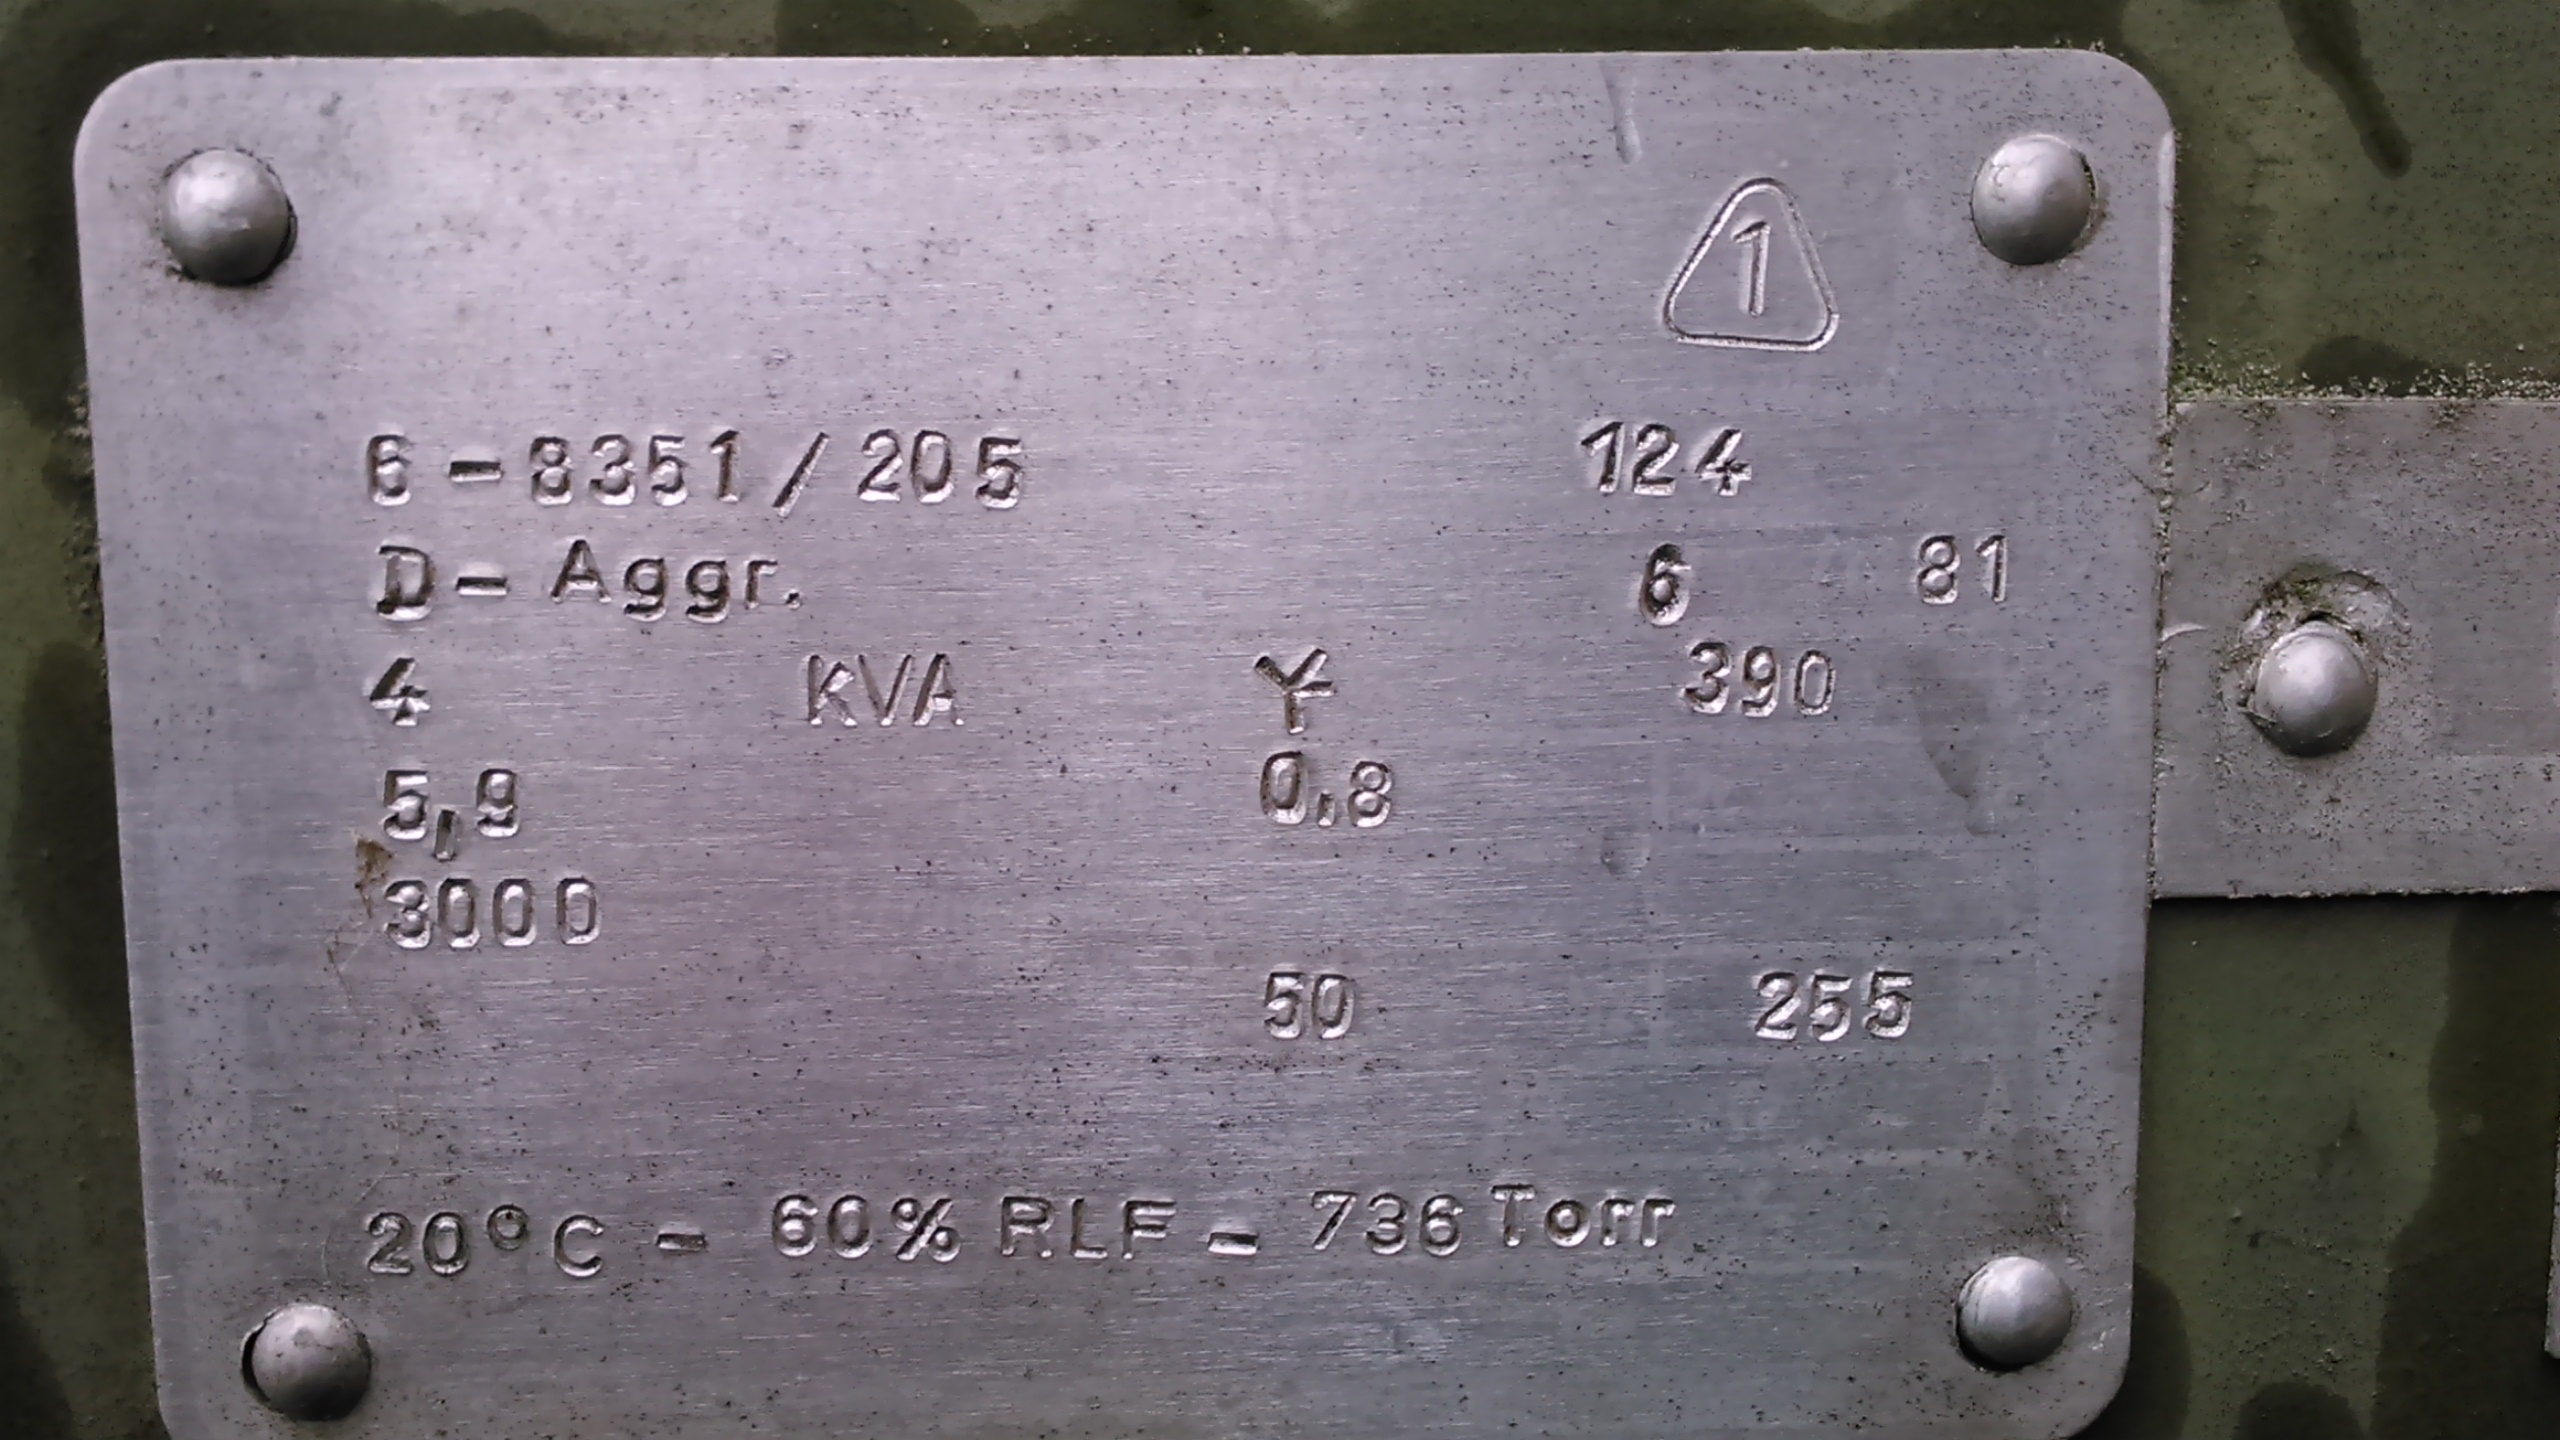 1
6-8351/205 124
D-Aggr. 6 81
4 KVA Y 390
5,9 0,8
3000
50 255
20°C - 60% RLF - 736 Torr